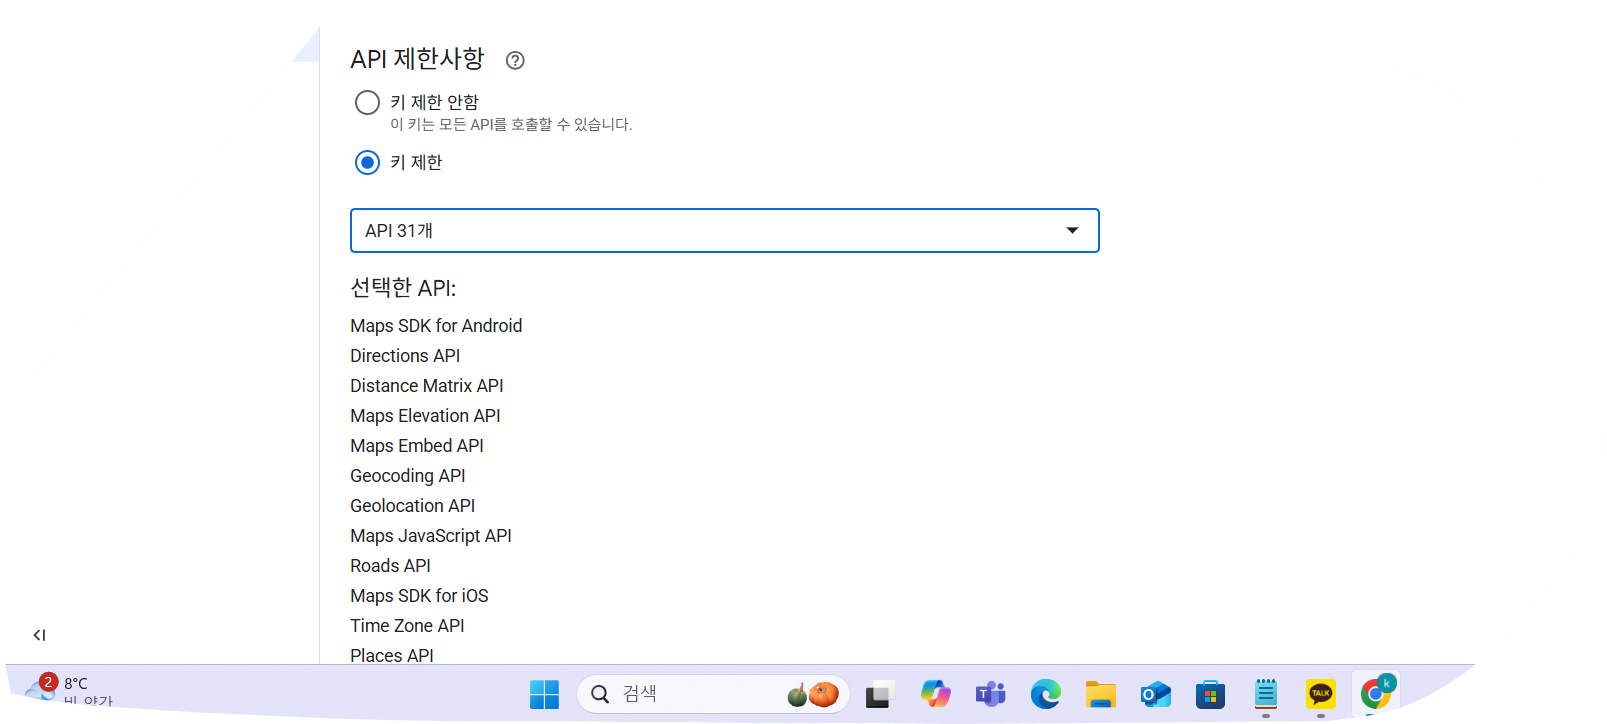 API 제한사항
키 제한 안함
이 키는 모든 API를 호출할 수 있습니다.
키 제한
API 31개
선택한 API:
Maps SDK for Android
Directions API
Distance Matrix API
Maps Elevation API
Maps Embed API
Geocoding API
Geolocation API
Maps JavaScript API
Roads API
Maps SDK for iOS
Time Zone API
Places API
2
8°C
검색
TALK
k